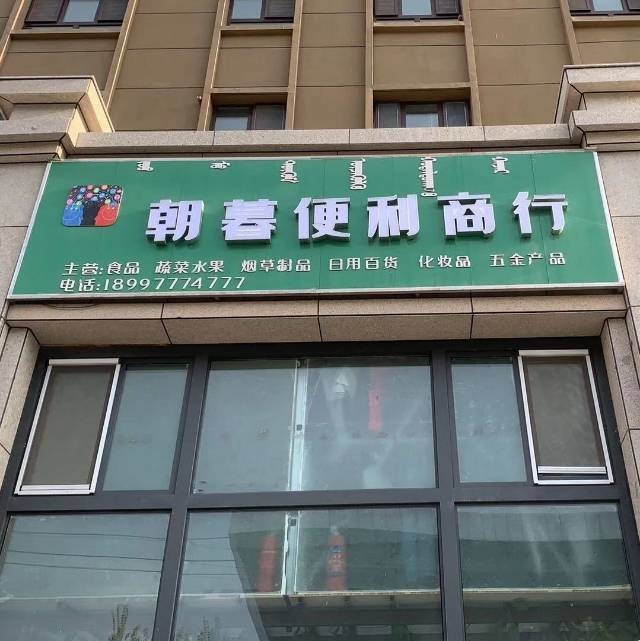 朝暮便利商行
主营:食品 蔬菜水果 烟草制品 日用百货 化妆品 五金产品
电话:18997774777